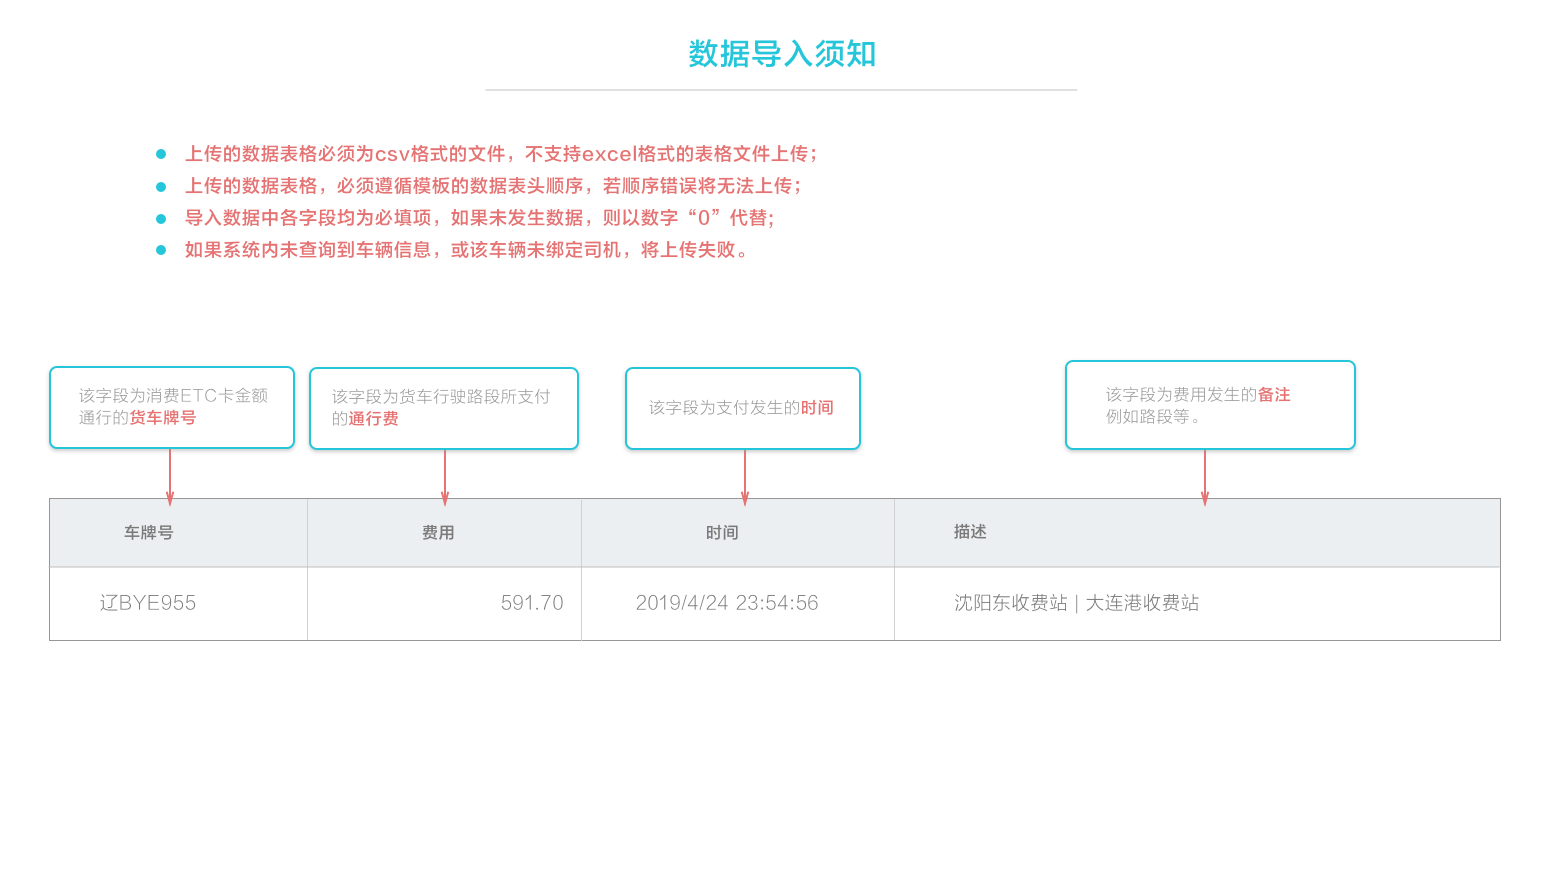 数据导入须知
上传的数据表格必须为csv格式的文件，不支持excel格式的表格文件上传；
上传的数据表格，必须遵循模板的数据表头顺序，若顺序错误将无法上传；
导入数据中各字段均为必填项，如果未发生数据，则以数字“0”代替；
如果系统内未查询到车辆信息，或该车辆未绑定司机，将上传失败。
该字段为消费ETC卡金额
通行的货车牌号
该字段为货车行驶路段所支付
的通行费
该字段为支付发生的时间
该字段为费用发生的备注
例如路段等。
车牌号 费用 时间 描述
辽BYE955 591.70 2019/4/24 23:54:56 沈阳东收费站 | 大连港收费站